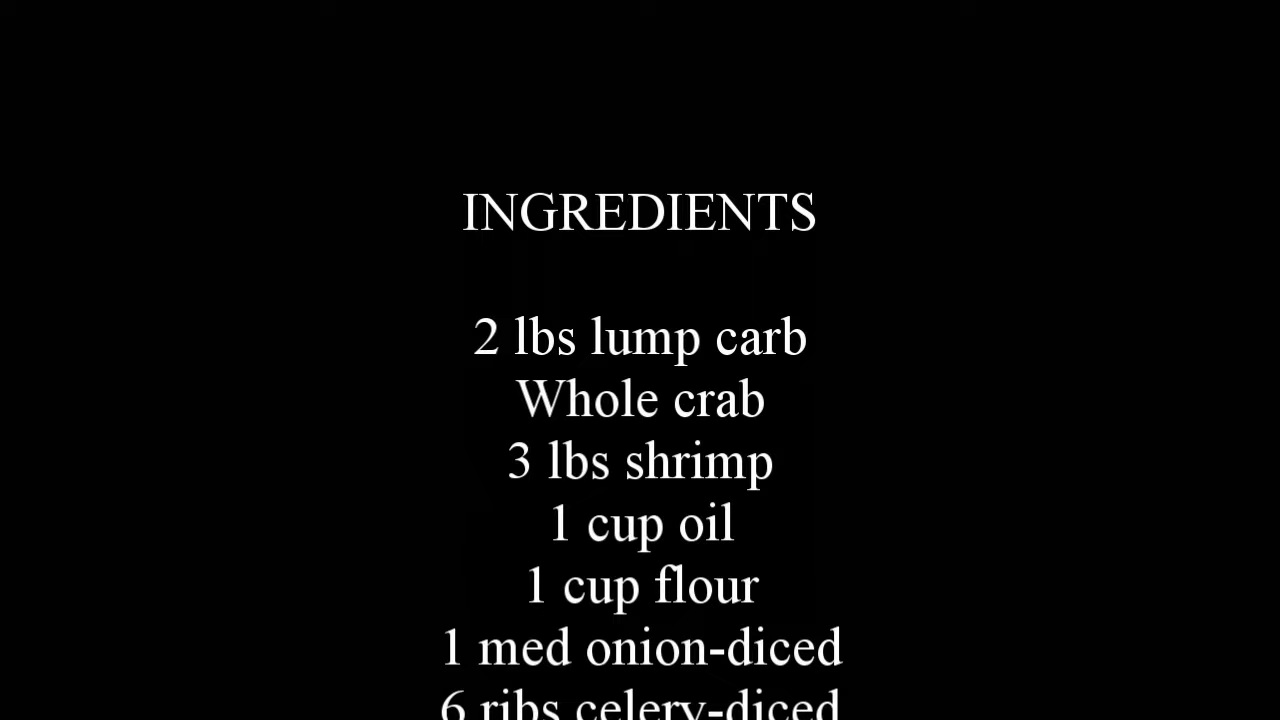 INGREDIENTS
2 lbs lump carb
Whole crab
3 lbs shrimp
1 cup oil
1 cup flour
1 med onion-diced
6 ribs celery-diced